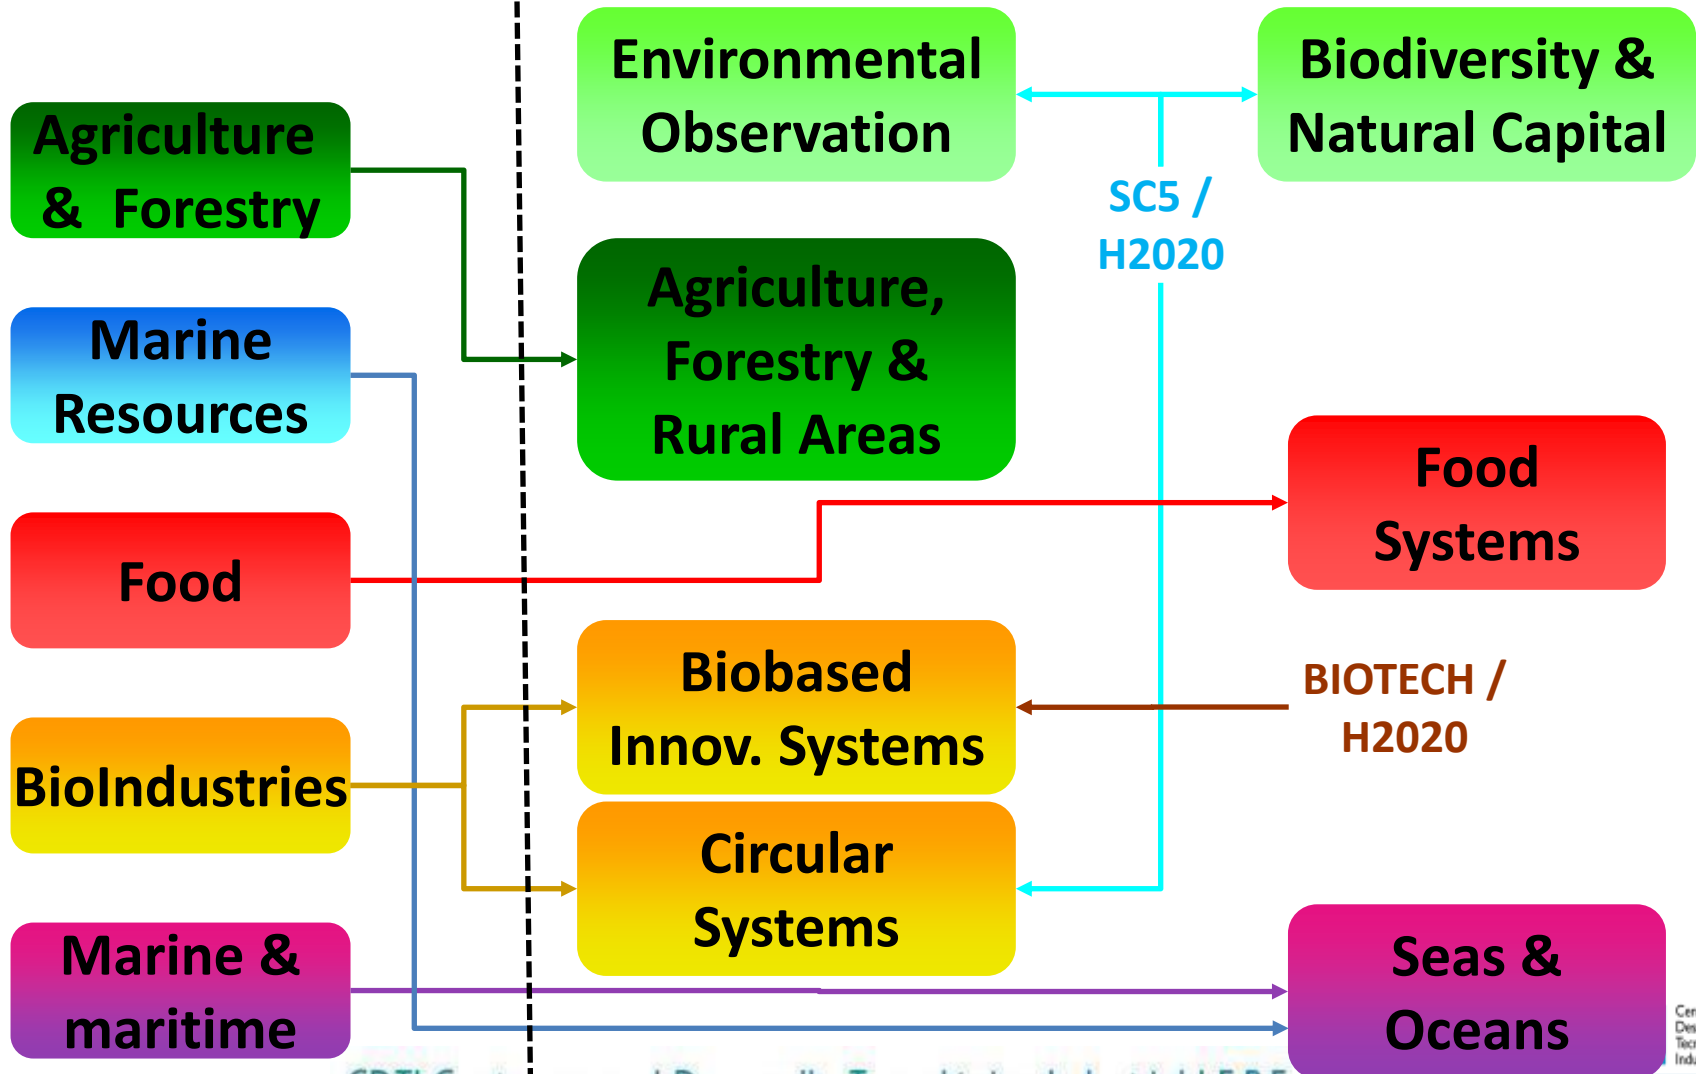 Agriculture
& Forestry
Marine
Resources
Food
BioIndustries
Marine &
maritime
Environmental
Observation
Biodiversity &
Natural Capital
SC5 /
H2020
Agriculture,
Forestry &
Rural Areas
Food
Systems
Biobased
Innov. Systems
BIOTECH /
H2020
Circular
Systems
Seas &
Oceans